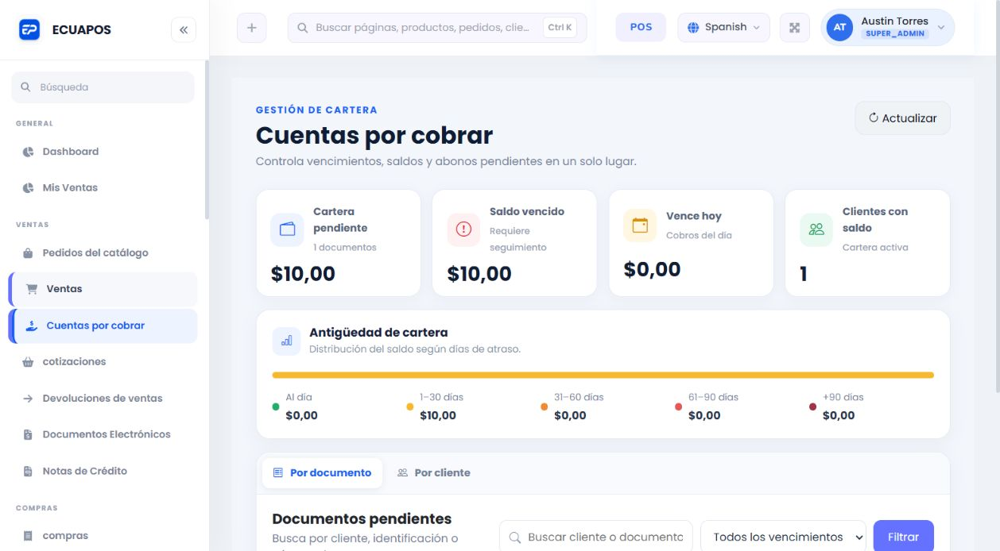 ECUAPOS
Buscar páginas, productos, pedidos, clie...
Ctrl K
POS
Spanish
AT
Austin Torres
SUPER_ADMIN
Búsqueda
GENERAL
Dashboard
Mis Ventas
VENTAS
Pedidos del catálogo
Ventas
Cuentas por cobrar
cotizaciones
Devoluciones de ventas
Documentos Electrónicos
Notas de Crédito
COMPRAS
compras
GESTIÓN DE CARTERA
Cuentas por cobrar
Controla vencimientos, saldos y abonos pendientes en un solo lugar.
Actualizar
Cartera
pendiente
1 documentos
$10,00
Saldo vencido
Requiere
seguimiento
$10,00
Vence hoy
Cobros del día
$0,00
Clientes con
saldo
Cartera activa
1
Antigüedad de cartera
Distribución del saldo según días de atraso.
Al día
$0,00
1–30 días
$10,00
31–60 días
$0,00
61–90 días
$0,00
+90 días
$0,00
Por documento
Por cliente
Documentos pendientes
Busca por cliente, identificación o
Buscar cliente o documento
Todos los vencimientos
Filtrar